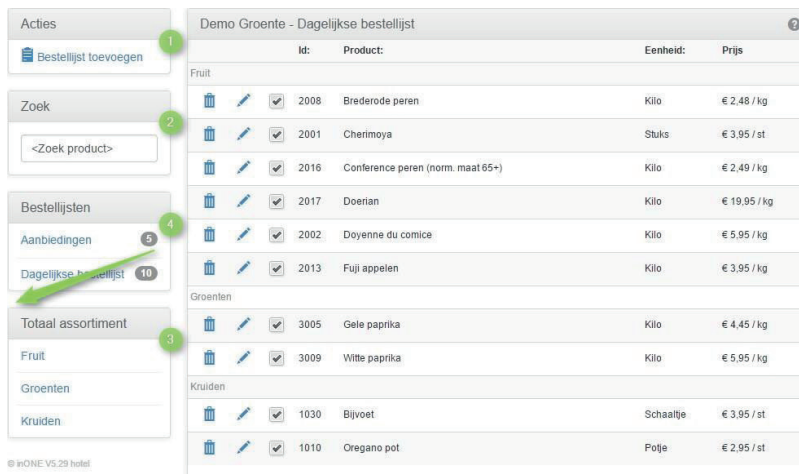 Acties
1
Bestellijst toevoegen
Zoek
2
<Zoek product>
Bestellijsten
4
Aanbiedingen 5
Dagelijkse bestellijst 10
Totaal assortiment
3
Fruit
Groenten
Kruiden
© inONE V5.29 hotel
Demo Groente - Dagelijkse bestellijst ?
Id: Product: Eenheid: Prijs
Fruit
2008 Brederode peren Kilo € 2,48 / kg
2001 Cherimoya Stuks € 3,95 / st
2016 Conference peren (norm. maat 65+) Kilo € 2,49 / kg
2017 Doerian Kilo € 19,95 / kg
2002 Doyenne du comice Kilo € 5,95 / kg
2013 Fuji appelen Kilo € 3,95 / kg
Groenten
3005 Gele paprika Kilo € 4,45 / kg
3009 Witte paprika Kilo € 5,95 / kg
Kruiden
1030 Bijvoet Schaaltje € 3,95 / st
1010 Oregano pot Potje € 2,95 / st